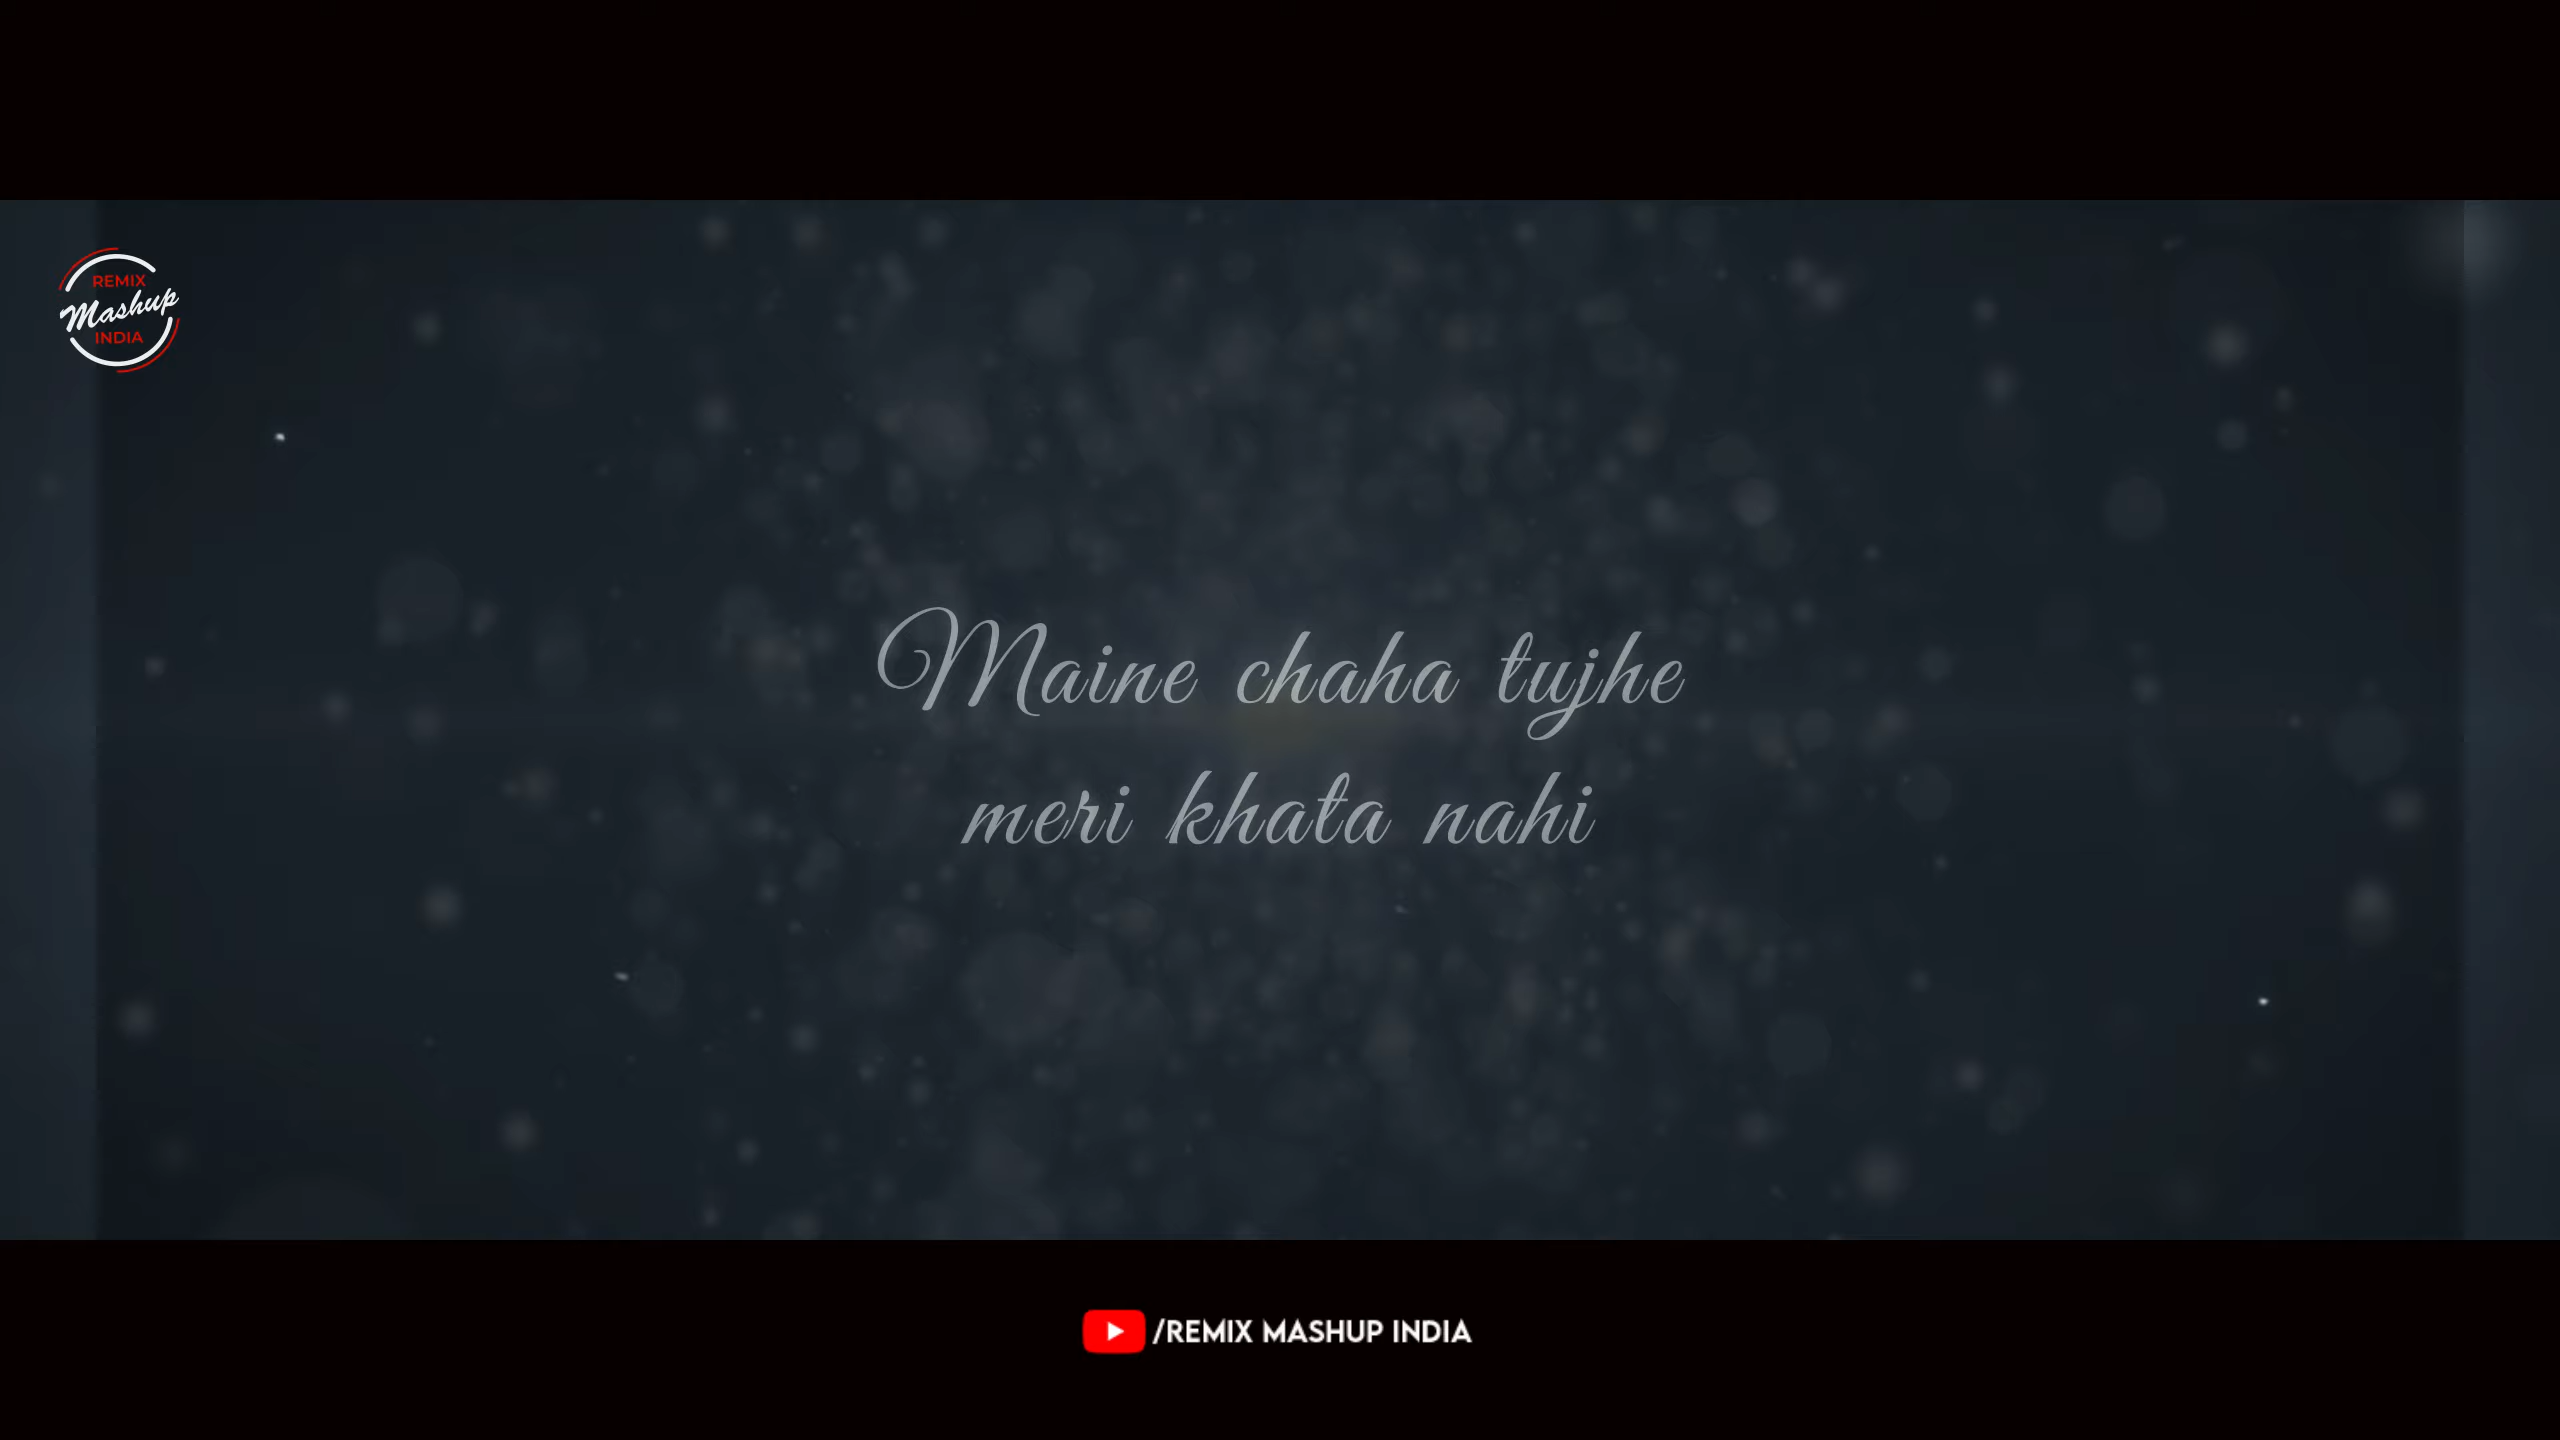 REMIX
Mashup
INDIA
Maine chaha tujhe
meri khata nahi
/REMIX MASHUP INDIA